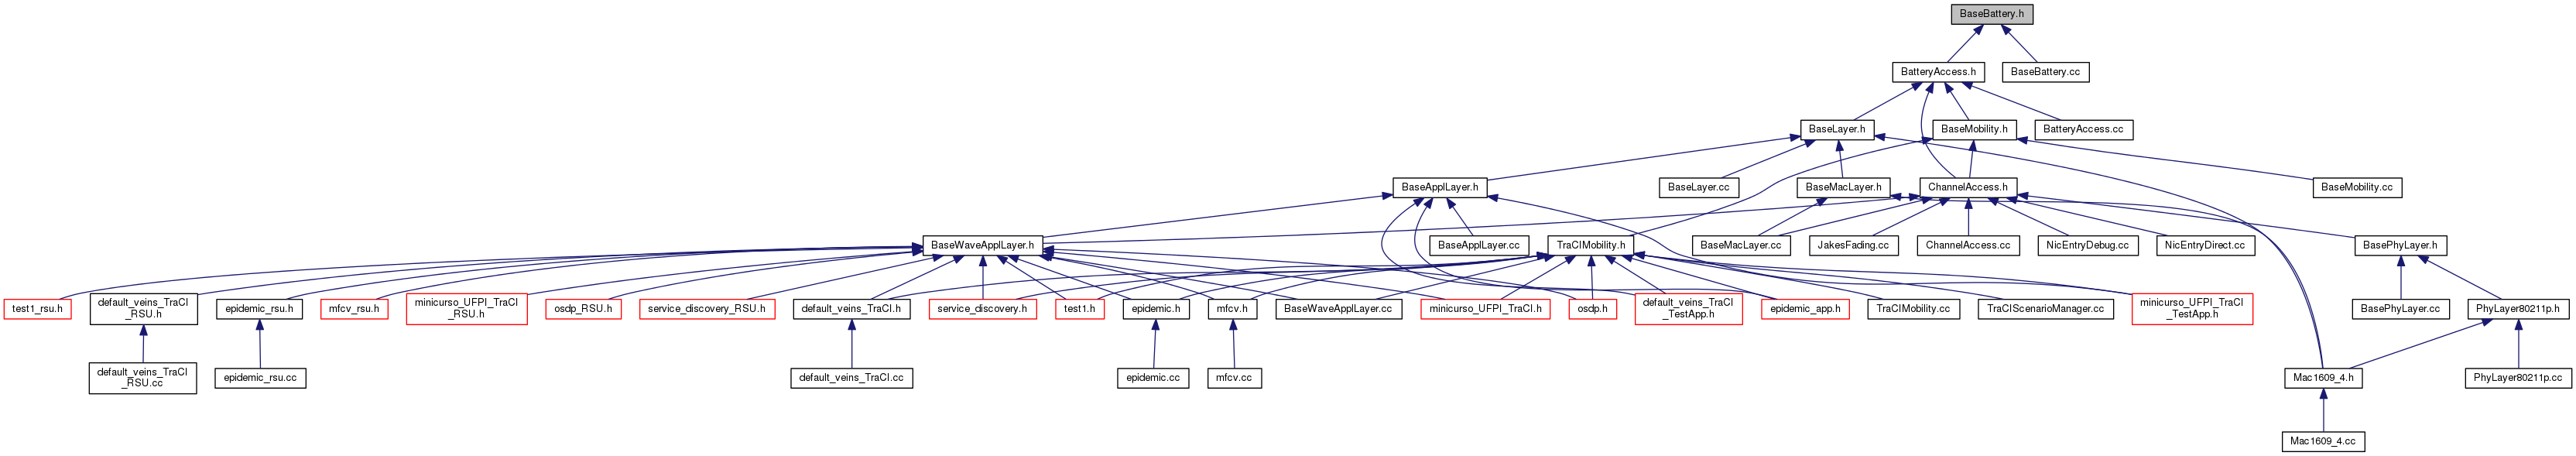 BaseBattery.h
BatteryAccess.h
BaseBattery.cc
BaseLayer.h
BaseMobility.h
BatteryAccess.cc
BaseApplLayer.h
BaseLayer.cc
BaseMacLayer.h
ChannelAccess.h
BaseMobility.cc
BaseWaveApplLayer.h
BaseApplLayer.cc
TraCIMobility.h
BaseMacLayer.cc
JakesFading.cc
ChannelAccess.cc
NicEntryDebug.cc
NicEntryDirect.cc
BasePhyLayer.h
test1_rsu.h
default_veins_TraCI
_RSU.h
epidemic_rsu.h
mfcv_rsu.h
minicurso_UFPI_TraCI
_RSU.h
osdp_RSU.h
service_discovery_RSU.h
default_veins_TraCI.h
service_discovery.h
test1.h
epidemic.h
mfcv.h
BaseWaveApplLayer.cc
minicurso_UFPI_TraCI.h
osdp.h
default_veins_TraCI
_TestApp.h
epidemic_app.h
TraCIMobility.cc
TraCIScenarioManager.cc
minicurso_UFPI_TraCI
_TestApp.h
BasePhyLayer.cc
PhyLayer80211p.h
default_veins_TraCI
_RSU.cc
epidemic_rsu.cc
default_veins_TraCI.cc
epidemic.cc
mfcv.cc
Mac1609_4.h
PhyLayer80211p.cc
Mac1609_4.cc